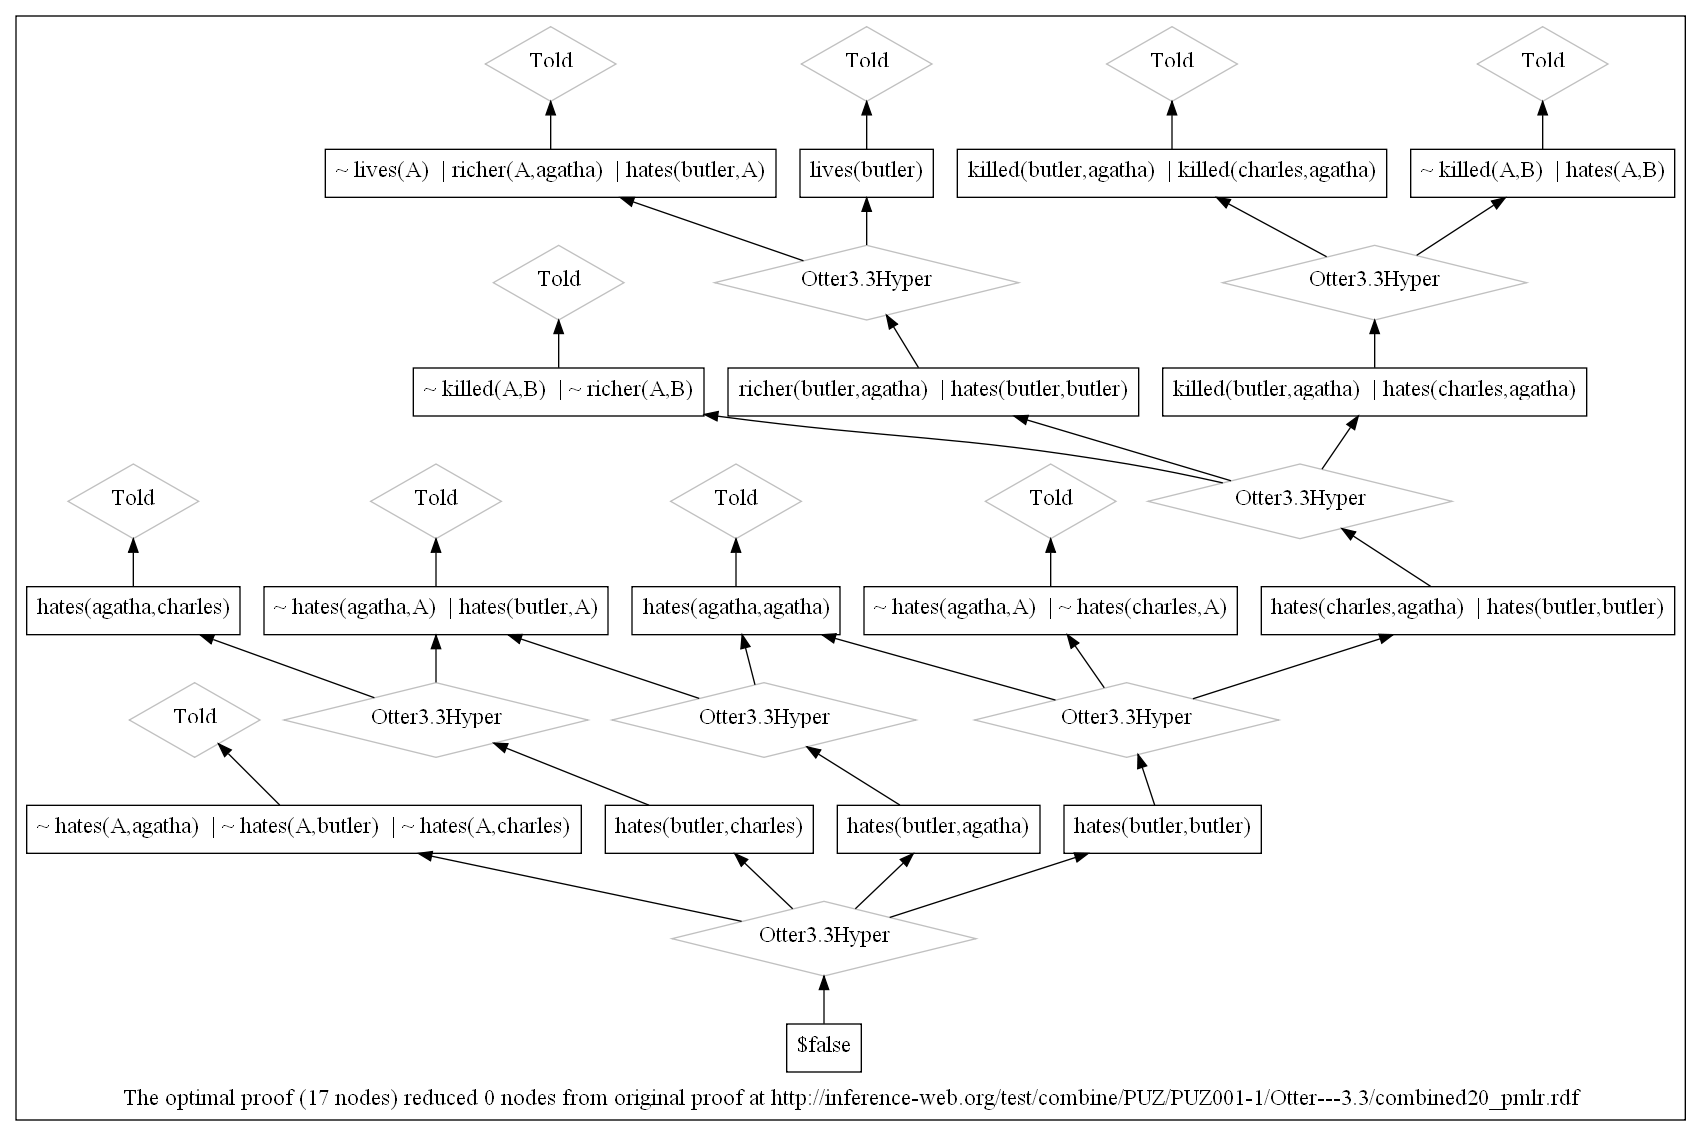 Told
Told
Told
Told
~ lives(A) | richer(A,agatha) | hates(butler,A)
lives(butler)
killed(butler,agatha) | killed(charles,agatha)
~ killed(A,B) | hates(A,B)
Told
Otter3.3Hyper
Otter3.3Hyper
~ killed(A,B) | ~ richer(A,B)
richer(butler,agatha) | hates(butler,butler)
killed(butler,agatha) | hates(charles,agatha)
Told
Told
Told
Told
Otter3.3Hyper
hates(agatha,charles)
~ hates(agatha,A) | hates(butler,A)
hates(agatha,agatha)
~ hates(agatha,A) | ~ hates(charles,A)
hates(charles,agatha) | hates(butler,butler)
Told
Otter3.3Hyper
Otter3.3Hyper
Otter3.3Hyper
~ hates(A,agatha) | ~ hates(A,butler) | ~ hates(A,charles)
hates(butler,charles)
hates(butler,agatha)
hates(butler,butler)
Otter3.3Hyper
$false
The optimal proof (17 nodes) reduced 0 nodes from original proof at http://inference-web.org/test/combine/PUZ/PUZ001-1/Otter---3.3/combined20_pmlr.rdf